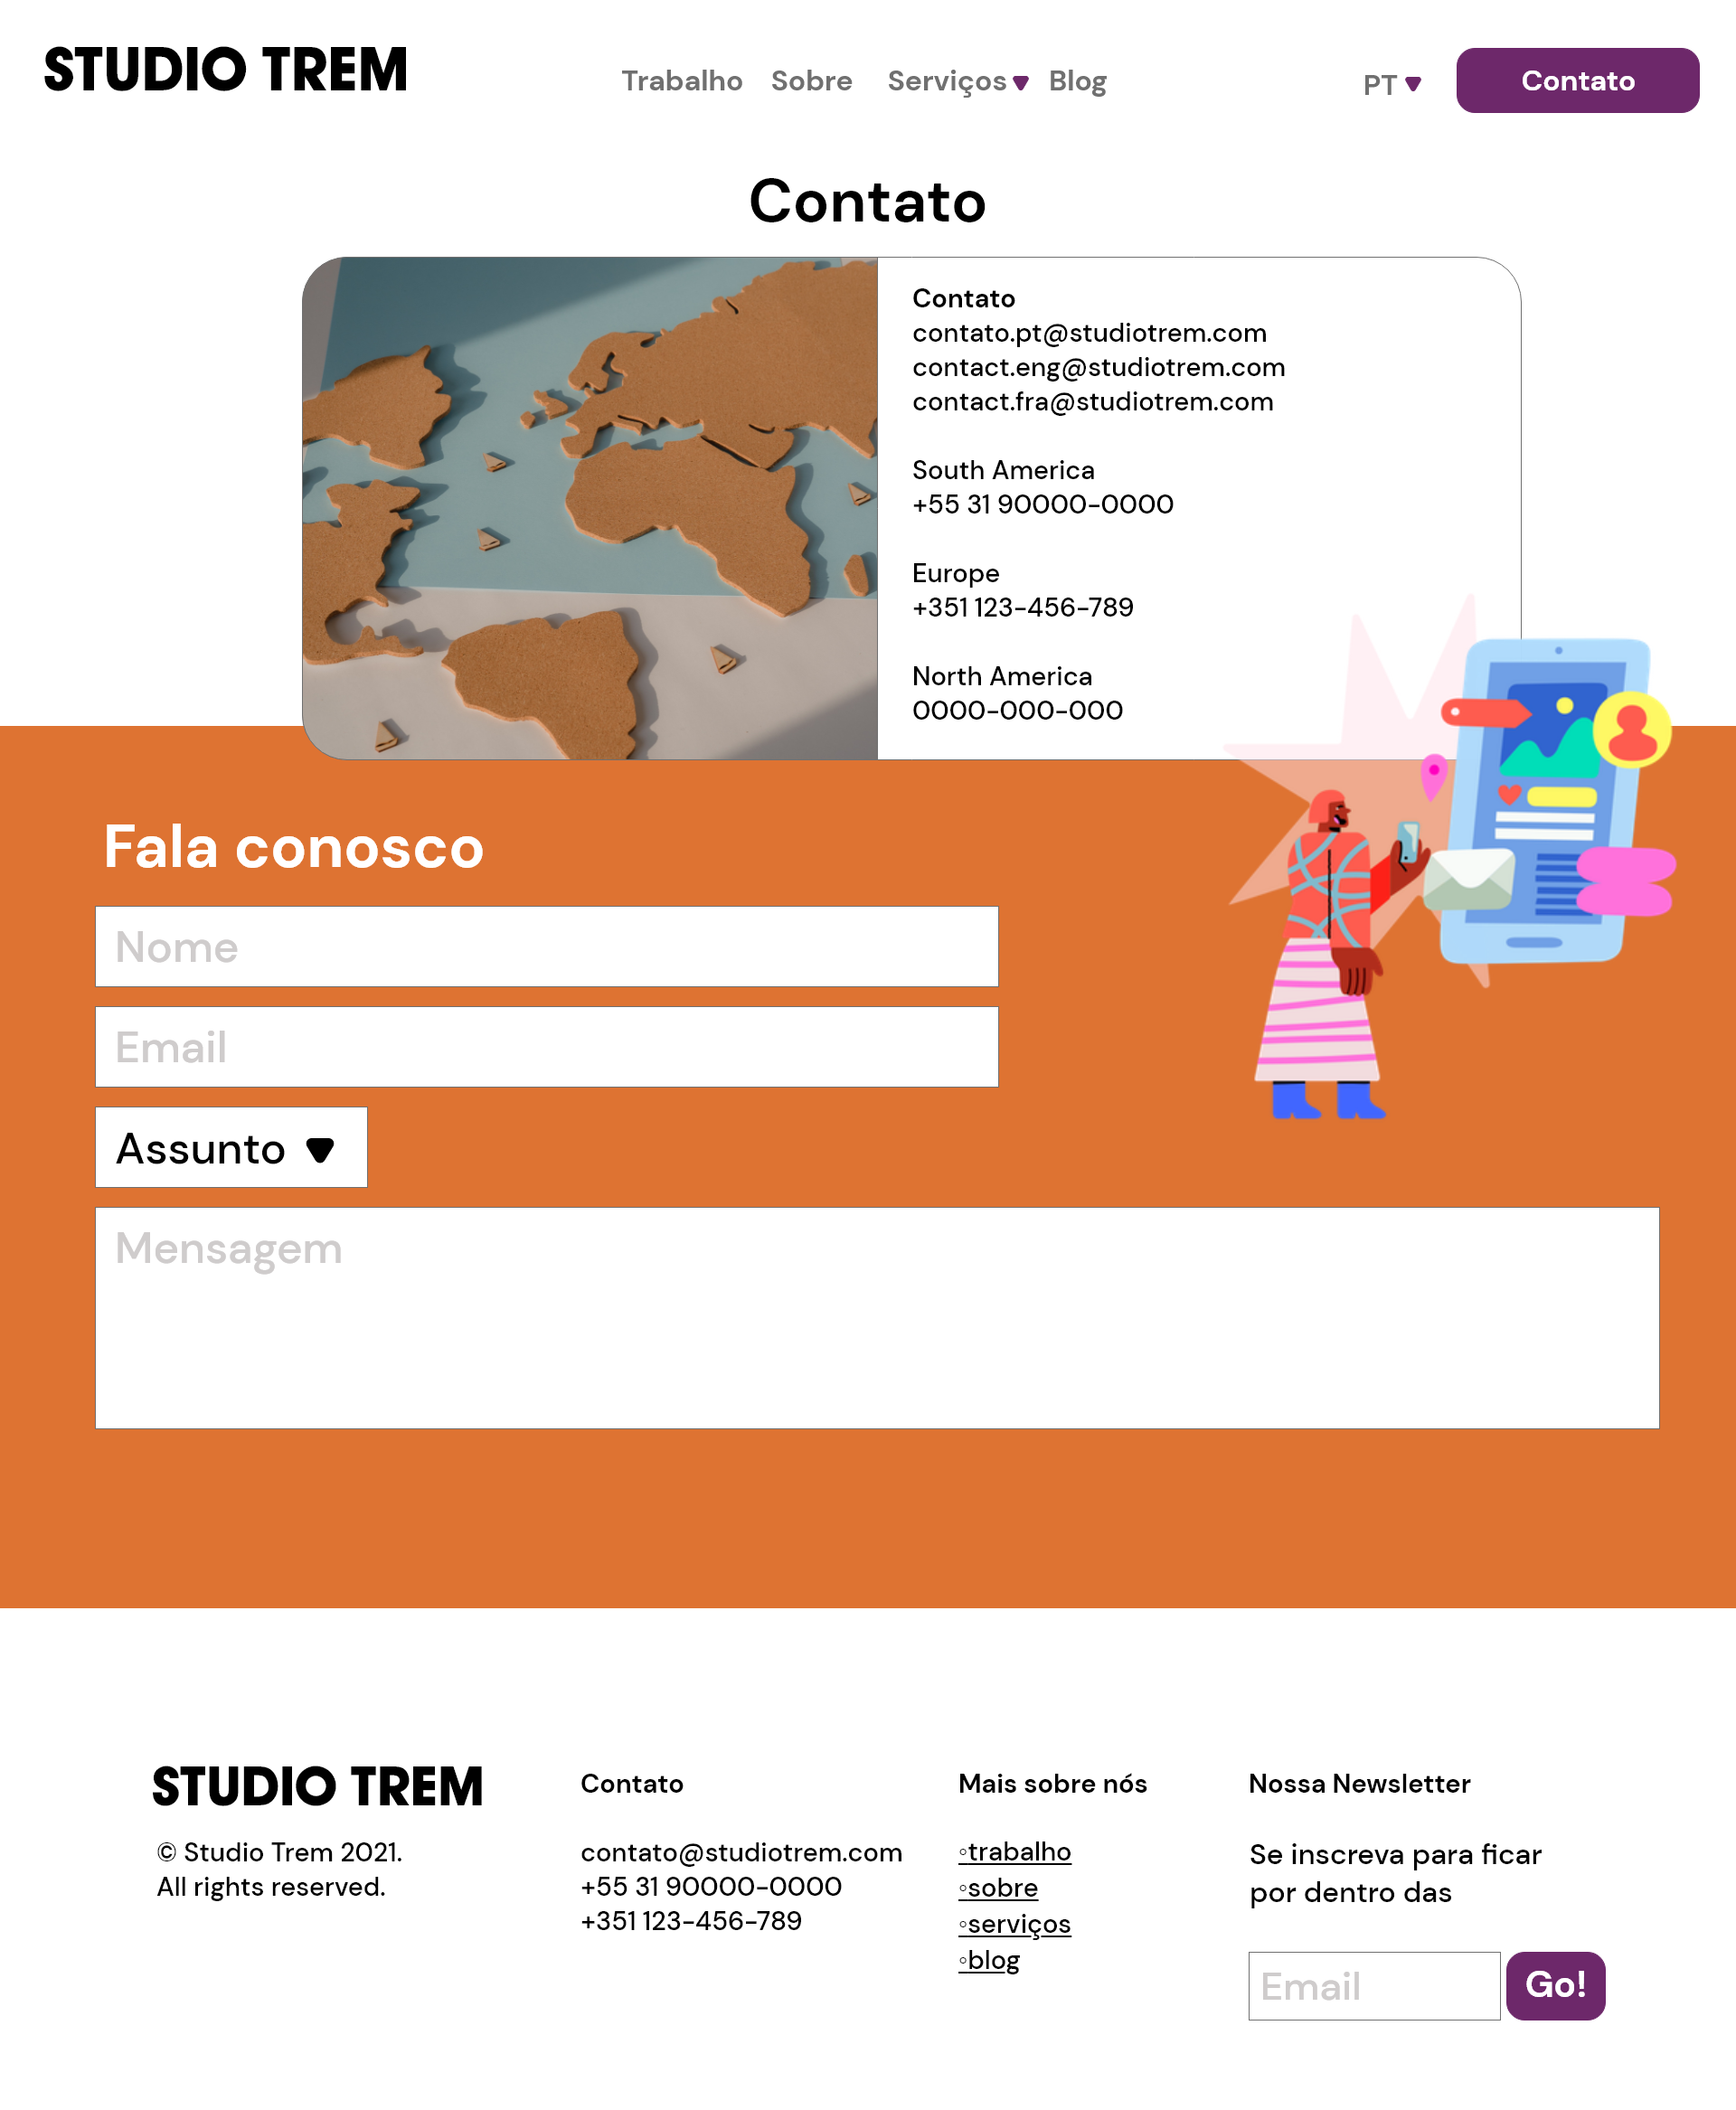 STUDIO TREM
Trabalho
Sobre
Serviços
Blog
PT
Contato
Contato
Contato
contato.pt@studiotrem.com
contact.eng@studiotrem.com
contact.fra@studiotrem.com
South America
+55 31 90000-0000
Europe
+351 123-456-789
North America
0000-000-000
Fala conosco
Nome
Email
Assunto
Mensagem
STUDIO TREM
© Studio Trem 2021.
All rights reserved.
Contato
contato@studiotrem.com
+55 31 90000-0000
+351 123-456-789
Mais sobre nós
◦trabalho
◦sobre
◦serviços
◦blog
Nossa Newsletter
Se inscreva para ficar
por dentro das
Email
Go!